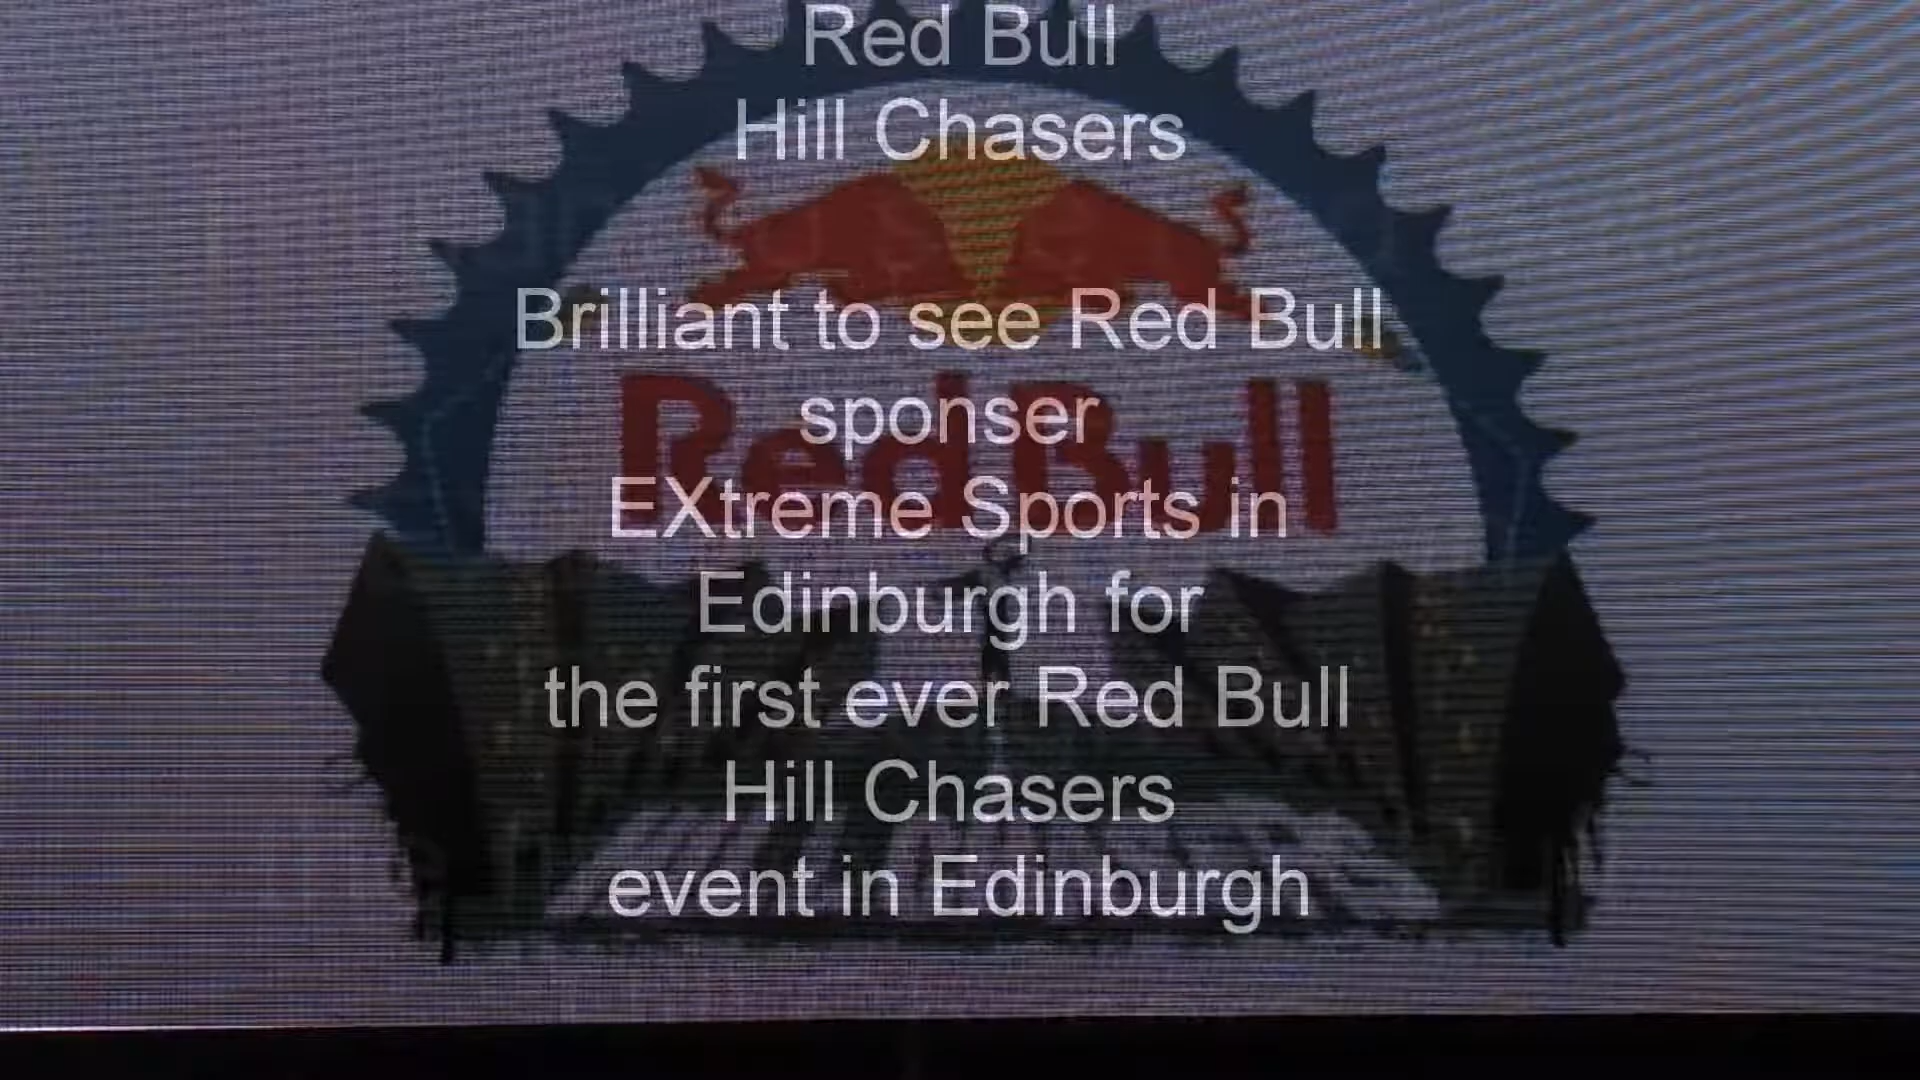 Red Bull
Hill Chasers
Brilliant to see Red Bull
sponser
Red Bull
EXtreme Sports in
Edinburgh for
the first ever Red Bull
Hill Chasers
event in Edinburgh